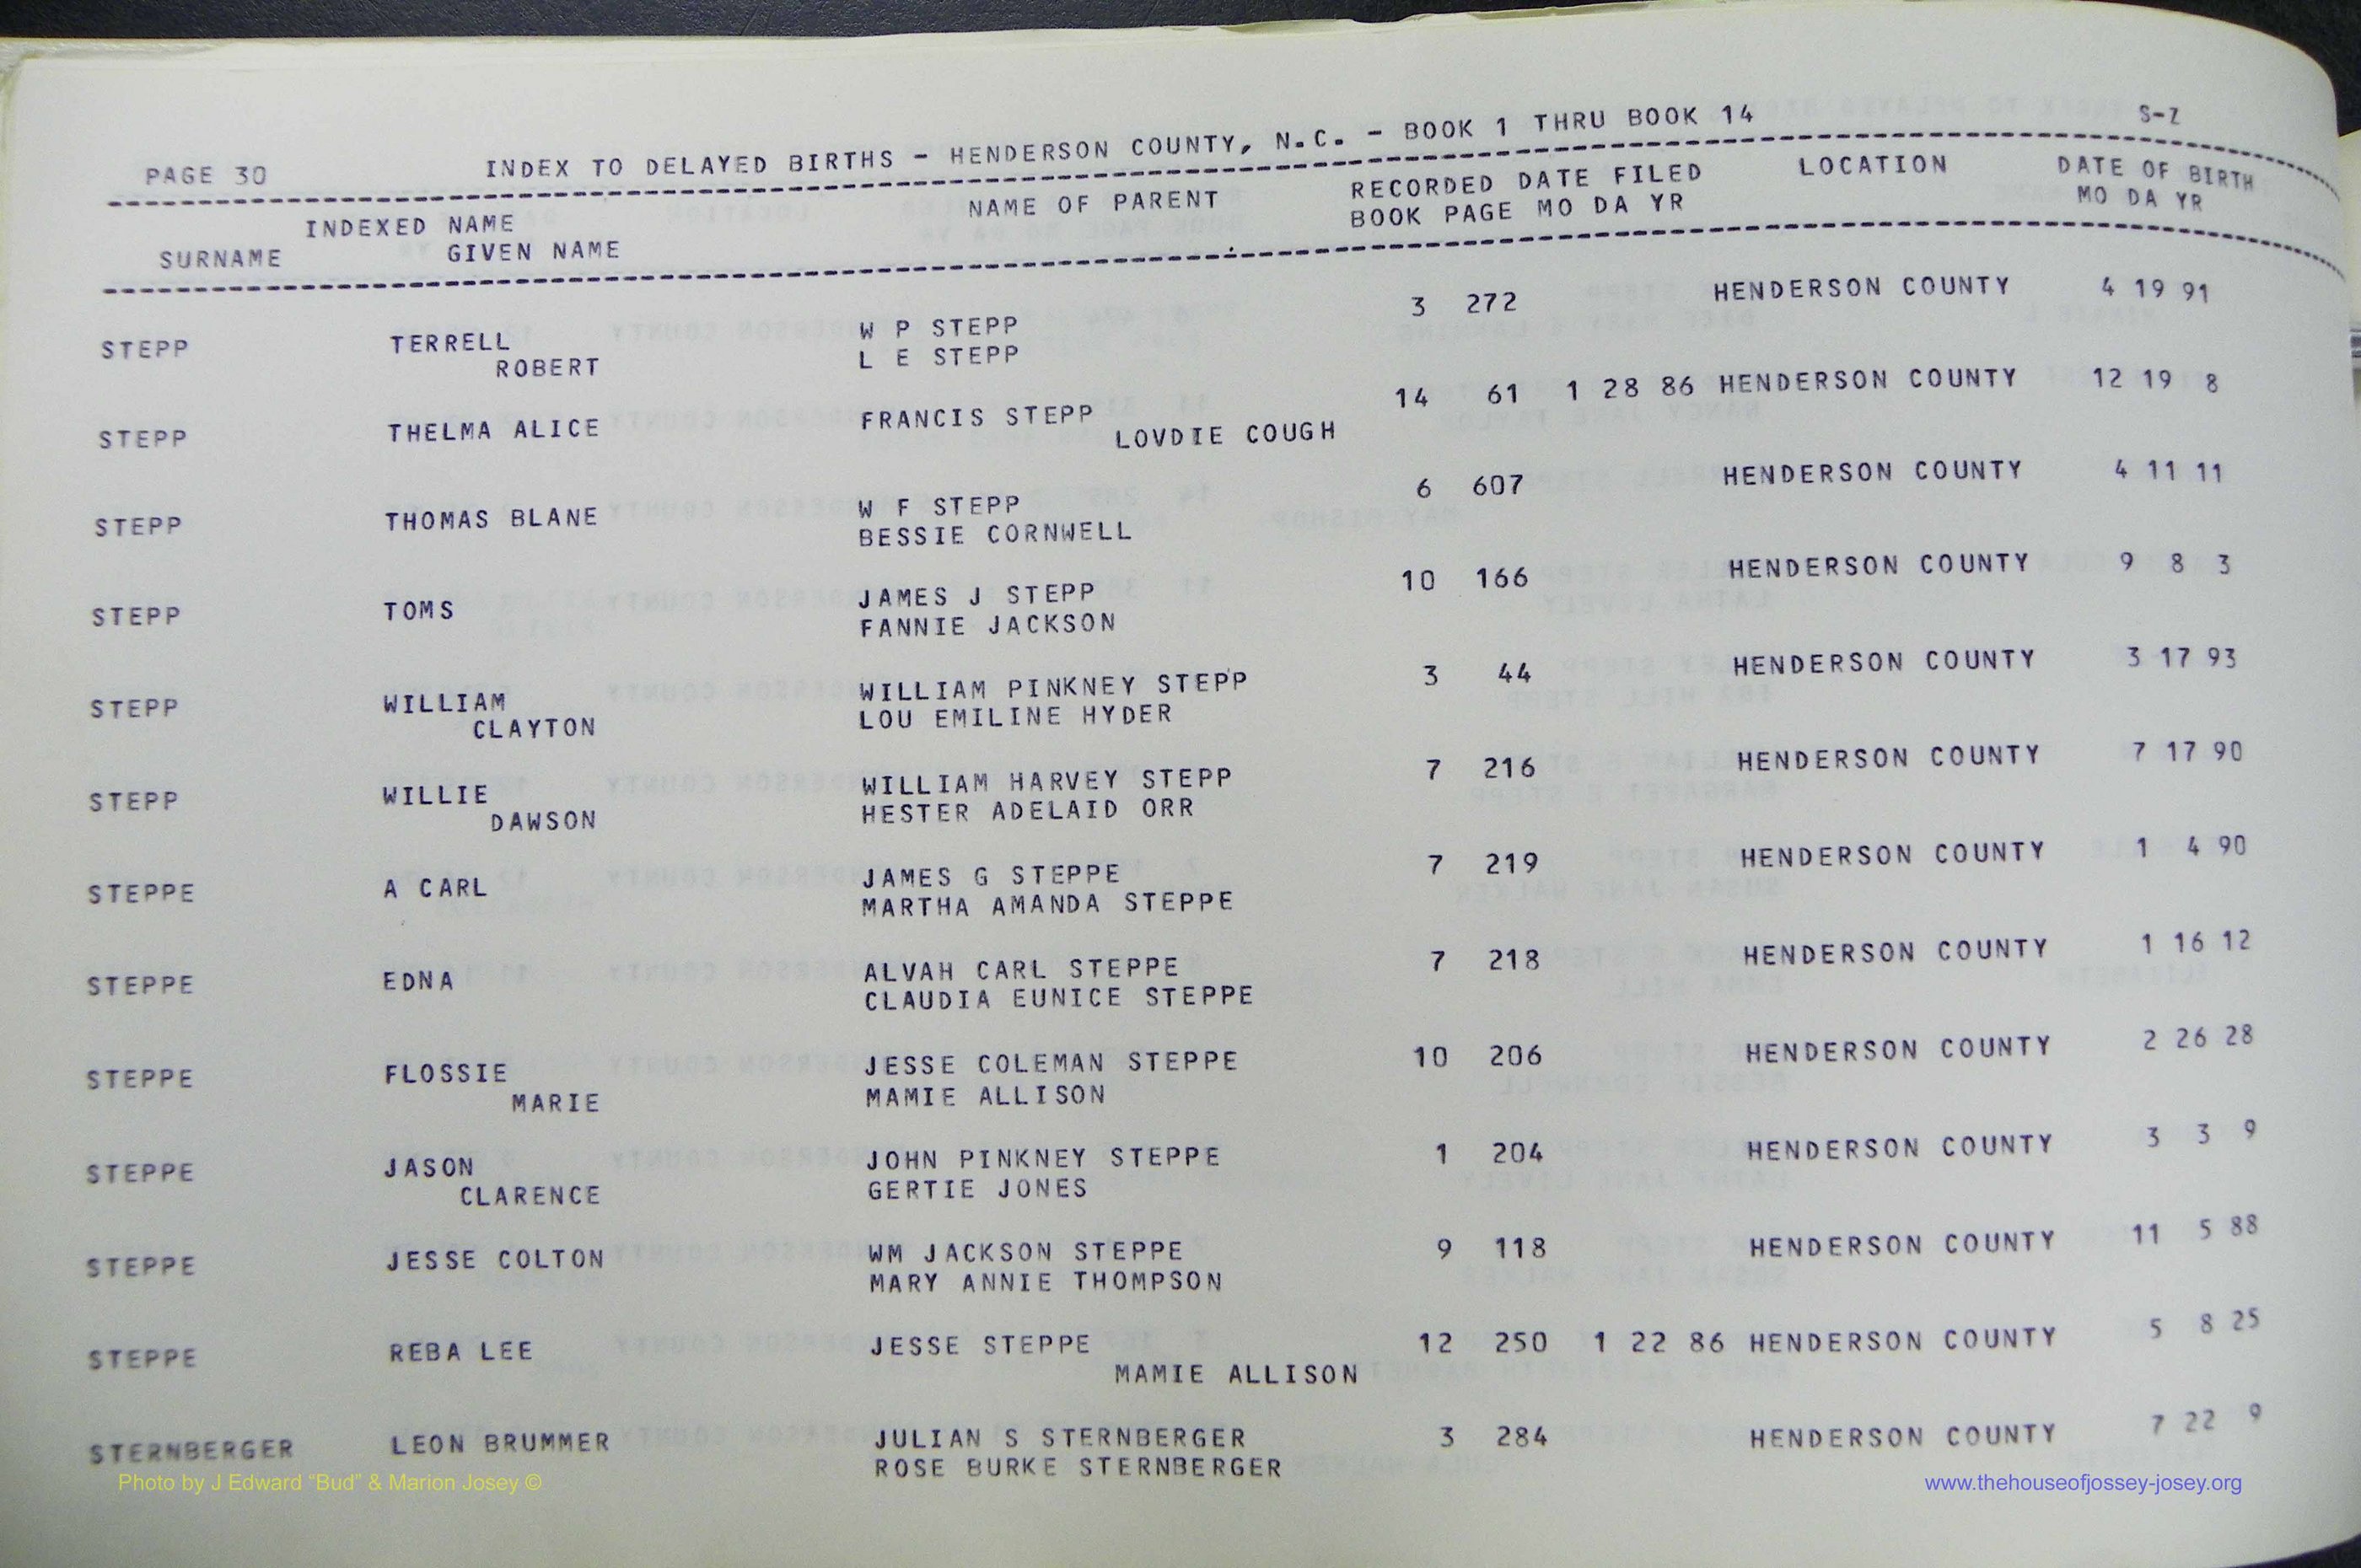 PAGE 30 INDEX TO DELAYED BIRTHS - HENDERSON COUNTY, N.C. - BOOK 1 THRU BOOK 14 S-Z
INDEXED NAME NAME OF PARENT RECORDED DATE FILED LOCATION DATE OF BIRTH
SURNAME GIVEN NAME BOOK PAGE MO DA YR MO DA YR
STEPP TERRELL W P STEPP 3 272 HENDERSON COUNTY 4 19 91
ROBERT L E STEPP
STEPP THELMA ALICE FRANCIS STEPP 14 61 1 28 86 HENDERSON COUNTY 12 19 8
LOVDIE COUGH
STEPP THOMAS BLANE W F STEPP 6 607 HENDERSON COUNTY 4 11 11
BESSIE CORNWELL
STEPP TOMS JAMES J STEPP 10 166 HENDERSON COUNTY 9 8 3
FANNIE JACKSON
STEPP WILLIAM WILLIAM PINKNEY STEPP 3 44 HENDERSON COUNTY 3 17 93
CLAYTON LOU EMILINE HYDER
STEPP WILLIE WILLIAM HARVEY STEPP 7 216 HENDERSON COUNTY 7 17 90
DAWSON HESTER ADELAID ORR
STEPPE A CARL JAMES G STEPPE 7 219 HENDERSON COUNTY 1 4 90
MARTHA AMANDA STEPPE
STEPPE EDNA ALVAH CARL STEPPE 7 218 HENDERSON COUNTY 1 16 12
CLAUDIA EUNICE STEPPE
STEPPE FLOSSIE JESSE COLEMAN STEPPE 10 206 HENDERSON COUNTY 2 26 28
MARIE MAMIE ALLISON
STEPPE JASON JOHN PINKNEY STEPPE 1 204 HENDERSON COUNTY 3 3 9
CLARENCE GERTIE JONES
STEPPE JESSE COLTON WM JACKSON STEPPE 9 118 HENDERSON COUNTY 11 5 88
MARY ANNIE THOMPSON
STEPPE REBA LEE JESSE STEPPE 12 250 1 22 86 HENDERSON COUNTY 5 8 25
MAMIE ALLISON
STERNBERGER LEON BRUMMER JULIAN S STERNBERGER 3 284 HENDERSON COUNTY 7 22 9
ROSE BURKE STERNBERGER
Photo by J Edward “Bud” & Marion Josey © www.thehouseofjossey-josey.org